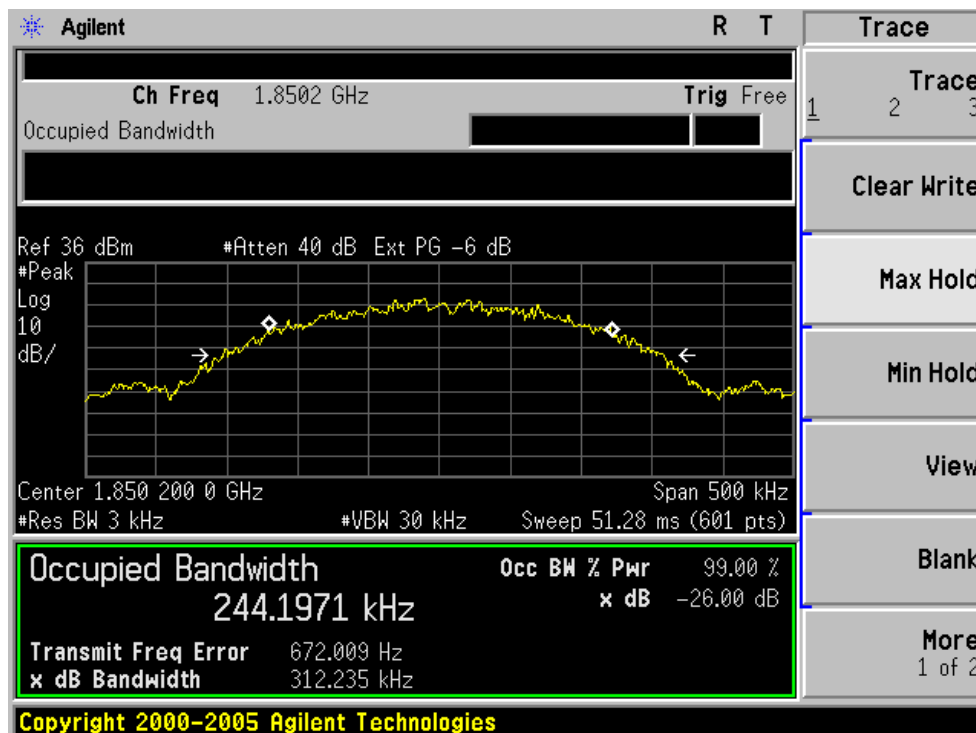 Agilent R T
Ch Freq 1.8502 GHz Trig Free
Occupied Bandwidth
Ref 36 dBm #Atten 40 dB Ext PG -6 dB
#Peak
Log
10
dB/
Center 1.850 200 0 GHz Span 500 kHz
#Res BW 3 kHz #VBW 30 kHz Sweep 51.28 ms (601 pts)
Occupied Bandwidth Occ BW % Pwr 99.00 %
244.1971 kHz x dB -26.00 dB
Transmit Freq Error 672.009 Hz
x dB Bandwidth 312.235 kHz
Copyright 2000-2005 Agilent Technologies
Trace
Trace
1 2 3
Clear Write
Max Hold
Min Hold
View
Blank
More
1 of 2